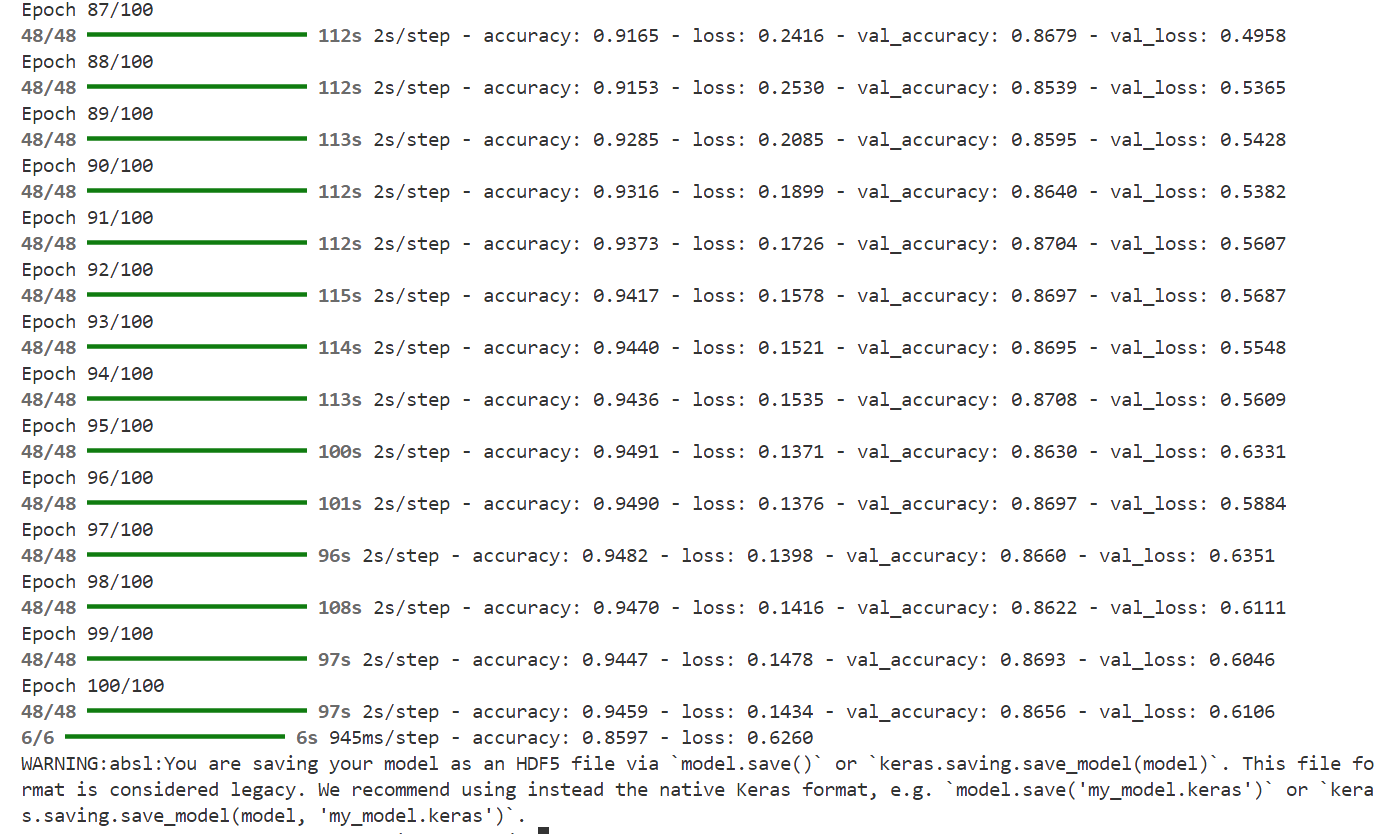 Epoch 87/100
48/48 112s 2s/step - accuracy: 0.9165 - loss: 0.2416 - val_accuracy: 0.8679 - val_loss: 0.4958
Epoch 88/100
48/48 112s 2s/step - accuracy: 0.9153 - loss: 0.2530 - val_accuracy: 0.8539 - val_loss: 0.5365
Epoch 89/100
48/48 113s 2s/step - accuracy: 0.9285 - loss: 0.2085 - val_accuracy: 0.8595 - val_loss: 0.5428
Epoch 90/100
48/48 112s 2s/step - accuracy: 0.9316 - loss: 0.1899 - val_accuracy: 0.8640 - val_loss: 0.5382
Epoch 91/100
48/48 112s 2s/step - accuracy: 0.9373 - loss: 0.1726 - val_accuracy: 0.8704 - val_loss: 0.5607
Epoch 92/100
48/48 115s 2s/step - accuracy: 0.9417 - loss: 0.1578 - val_accuracy: 0.8697 - val_loss: 0.5687
Epoch 93/100
48/48 114s 2s/step - accuracy: 0.9440 - loss: 0.1521 - val_accuracy: 0.8695 - val_loss: 0.5548
Epoch 94/100
48/48 113s 2s/step - accuracy: 0.9436 - loss: 0.1535 - val_accuracy: 0.8708 - val_loss: 0.5609
Epoch 95/100
48/48 100s 2s/step - accuracy: 0.9491 - loss: 0.1371 - val_accuracy: 0.8630 - val_loss: 0.6331
Epoch 96/100
48/48 101s 2s/step - accuracy: 0.9490 - loss: 0.1376 - val_accuracy: 0.8697 - val_loss: 0.5884
Epoch 97/100
48/48 96s 2s/step - accuracy: 0.9482 - loss: 0.1398 - val_accuracy: 0.8660 - val_loss: 0.6351
Epoch 98/100
48/48 108s 2s/step - accuracy: 0.9470 - loss: 0.1416 - val_accuracy: 0.8622 - val_loss: 0.6111
Epoch 99/100
48/48 97s 2s/step - accuracy: 0.9447 - loss: 0.1478 - val_accuracy: 0.8693 - val_loss: 0.6046
Epoch 100/100
48/48 97s 2s/step - accuracy: 0.9459 - loss: 0.1434 - val_accuracy: 0.8656 - val_loss: 0.6106
6/6 6s 945ms/step - accuracy: 0.8597 - loss: 0.6260
WARNING:absl:You are saving your model as an HDF5 file via `model.save()` or `keras.saving.save_model(model)`. This file fo
rmat is considered legacy. We recommend using instead the native Keras format, e.g. `model.save('my_model.keras')` or `kera
s.saving.save_model(model, 'my_model.keras')`.